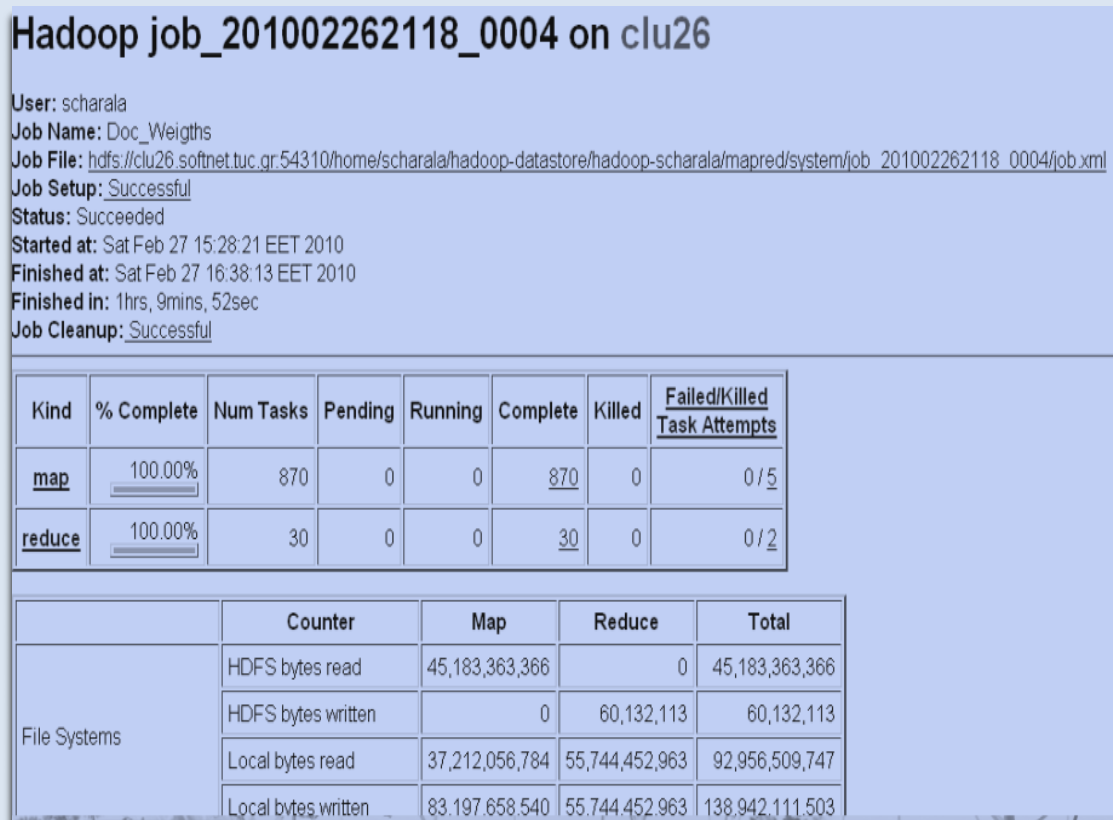 Hadoop job_201002262118_0004 on clu26
User: scharala
Job Name: Doc_Weigths
Job File: hdfs://clu26.softnet.tuc.gr:54310/home/scharala/hadoop-datastore/hadoop-scharala/mapred/system/job_201002262118_0004/job.xml
Job Setup: Successful
Status: Succeeded
Started at: Sat Feb 27 15:28:21 EET 2010
Finished at: Sat Feb 27 16:38:13 EET 2010
Finished in: 1hrs, 9mins, 52sec
Job Cleanup: Successful
Kind % Complete Num Tasks Pending Running Complete Killed Failed/Killed Task Attempts
map 100.00% 870 0 0 870 0 0 / 5
reduce 100.00% 30 0 0 30 0 0 / 2
Counter Map Reduce Total
File Systems
HDFS bytes read 45,183,363,366 0 45,183,363,366
HDFS bytes written 0 60,132,113 60,132,113
Local bytes read 37,212,056,784 55,744,452,963 92,956,509,747
Local bytes written 83,197,658,540 55,744,452,963 138,942,111,503